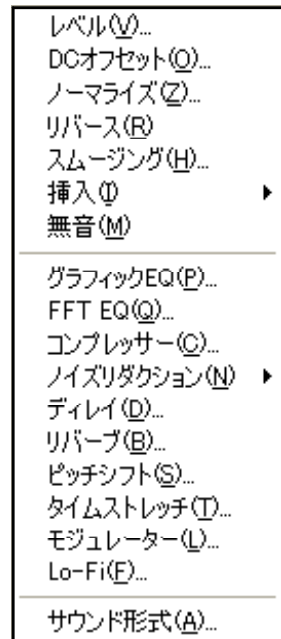 レベル(V)...
DCオフセット(O)...
ノーマライズ(Z)...
リバース(R)
スムージング(H)...
挿入(I)
無音(M)
グラフィックEQ(P)...
FFT EQ(Q)...
コンプレッサー(C)...
ノイズリダクション(N)
ディレイ(D)...
リバーブ(B)...
ピッチシフト(S)...
タイムストレッチ(T)...
モジュレーター(L)...
Lo-Fi(F)...
サウンド形式(A)...